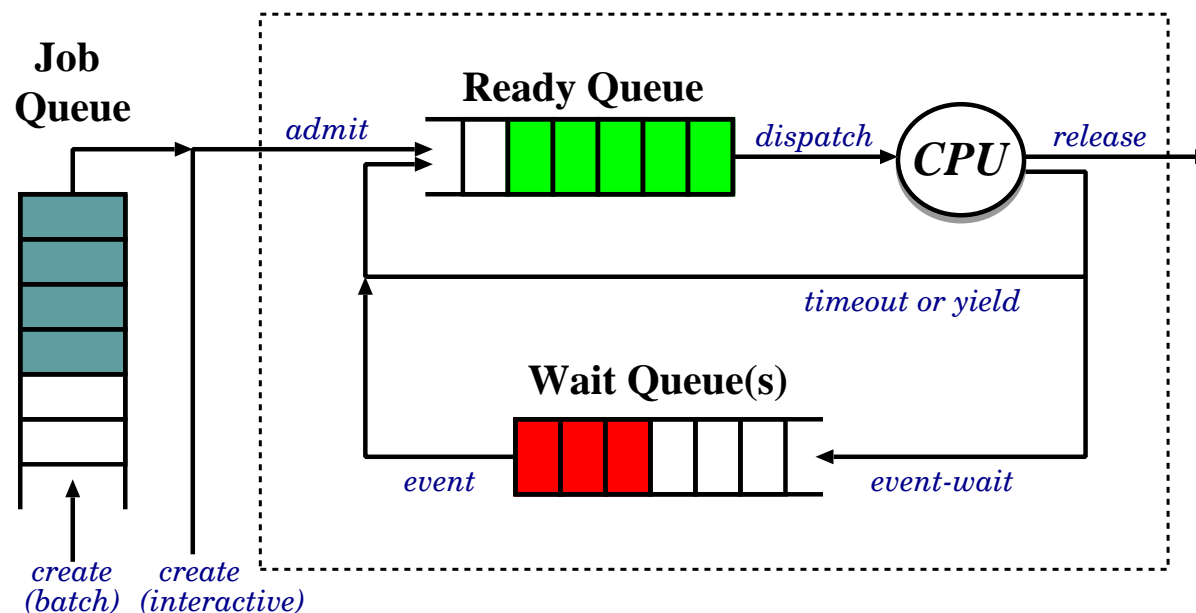 Job
Queue
Ready Queue
admit
dispatch
CPU
release
timeout or yield
Wait Queue(s)
event
event-wait
create
(batch)
create
(interactive)